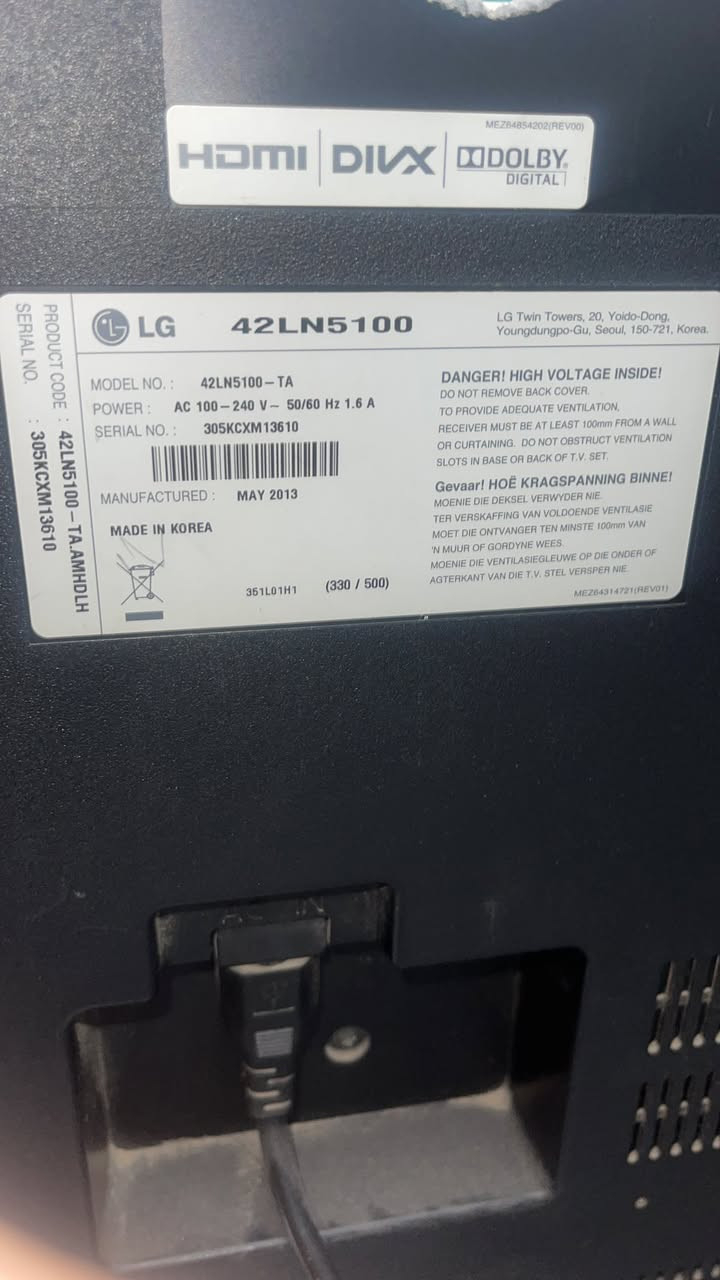 MEZ64854202(REV00)
HDMI DIVX DOLBY
DIGITAL
LG 42LN5100
LG Twin Towers, 20, Yoido-Dong,
Youngdungpo-Gu, Seoul, 150-721, Korea.
PRODUCT CODE : 42LN5100-TA.AMHDLH
SERIAL NO. : 305KCXM13610
MODEL NO. : 42LN5100-TA
POWER : AC 100-240 V~ 50/60 Hz 1.6 A
SERIAL NO. : 305KCXM13610
MANUFACTURED : MAY 2013
MADE IN KOREA
351L01H1 (330 / 500)
DANGER! HIGH VOLTAGE INSIDE!
DO NOT REMOVE BACK COVER.
TO PROVIDE ADEQUATE VENTILATION,
RECEIVER MUST BE AT LEAST 100mm FROM A WALL
OR CURTAINING. DO NOT OBSTRUCT VENTILATION
SLOTS IN BASE OR BACK OF T.V. SET.
Gevaar! HOË KRAGSPANNING BINNE!
MOENIE DIE DEKSEL VERWYDER NIE.
TER VERSKAFFING VAN VOLDOENDE VENTILASIE
MOET DIE ONTVANGER TEN MINSTE 100mm VAN
'N MUUR OF GORDYNE WEES.
MOENIE DIE VENTILASIEGLEUWE OP DIE ONDER OF
AGTERKANT VAN DIE T.V. STEL VERSPER NIE.
MEZ64314721(REV01)
AC IN